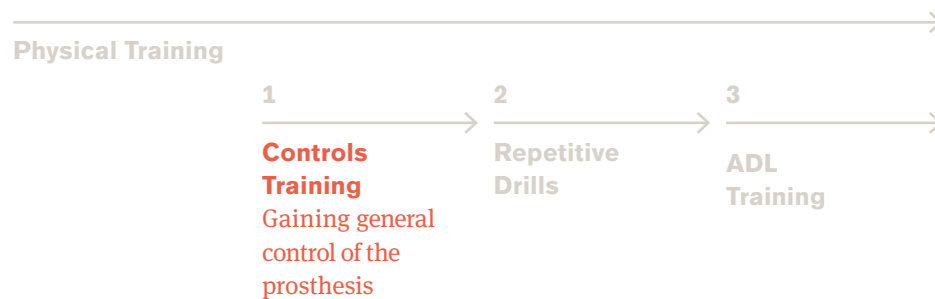 Physical Training
1
Controls
Training
Gaining general
control of the
prosthesis
2
Repetitive
Drills
3
ADL
Training